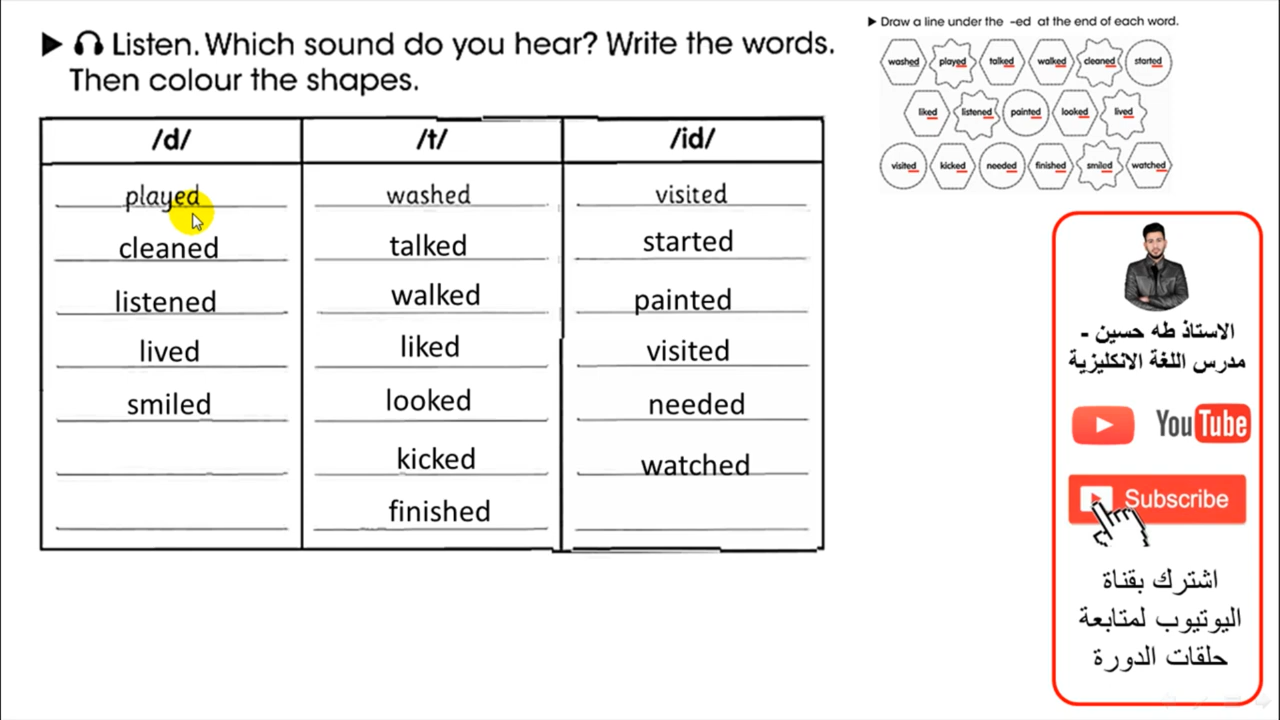 ▶ Listen. Which sound do you hear? Write the words.
Then colour the shapes.
/d/ /t/ /id/
played washed visited
cleaned talked started
listened walked painted
lived liked visited
smiled looked needed
kicked watched
finished
▶ Draw a line under the -ed at the end of each word.
washed played talked walked cleaned started
liked listened painted looked lived
visited kicked needed finished smiled watched
الاستاذ طه حسين -
مدرس اللغة الانكليزية
YouTube
Subscribe
اشترك بقناة
اليوتيوب لمتابعة
حلقات الدورة